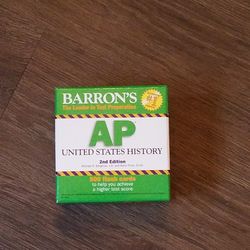 BARRON'S
The Leader in Test Preparation
#1
AP
UNITED STATES HISTORY
2nd Edition
500 flash cards
to help you achieve
a higher test score